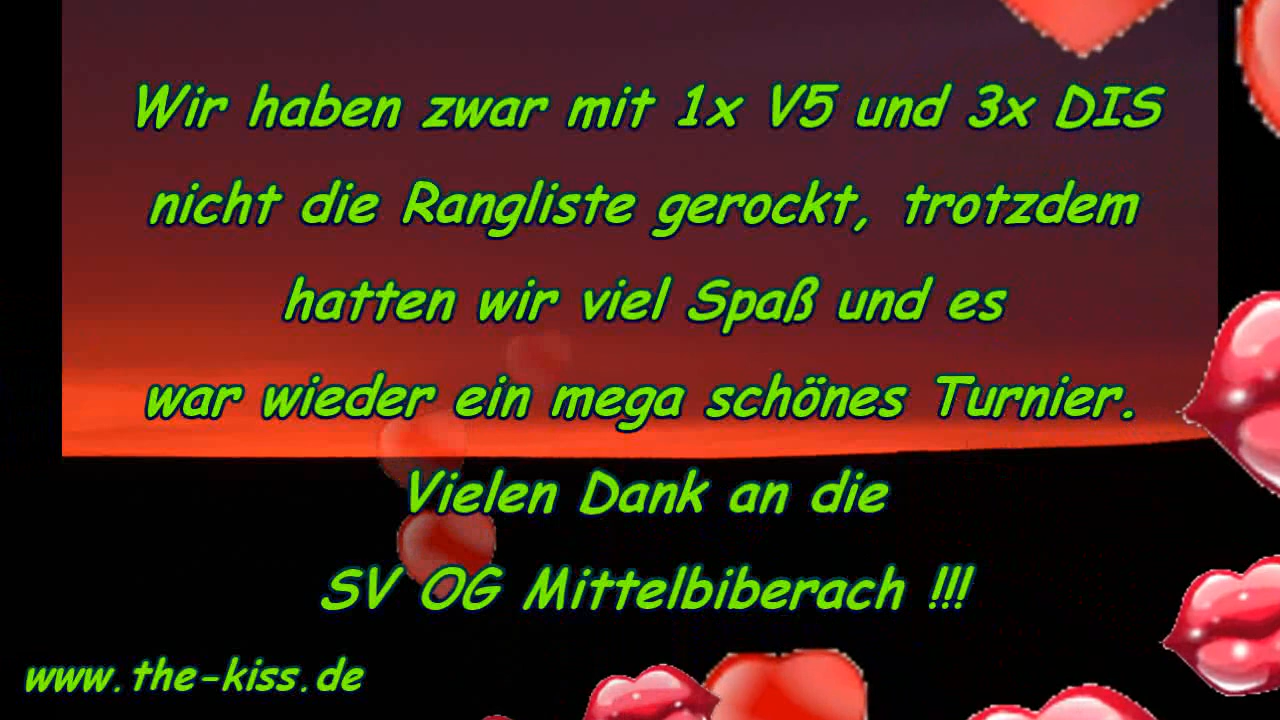 Wir haben zwar mit 1x V5 und 3x DIS
nicht die Rangliste gerockt, trotzdem
hatten wir viel Spaß und es
war wieder ein mega schönes Turnier.
Vielen Dank an die
SV OG Mittelbiberach !!!
www.the-kiss.de